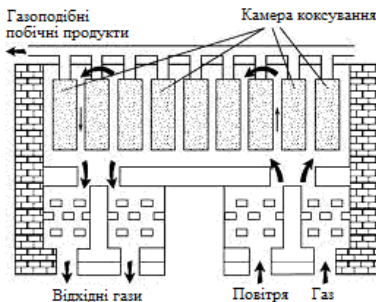 Газоподібні
побічні продукти
Камера коксування
Відхідні гази
Повітря
Газ